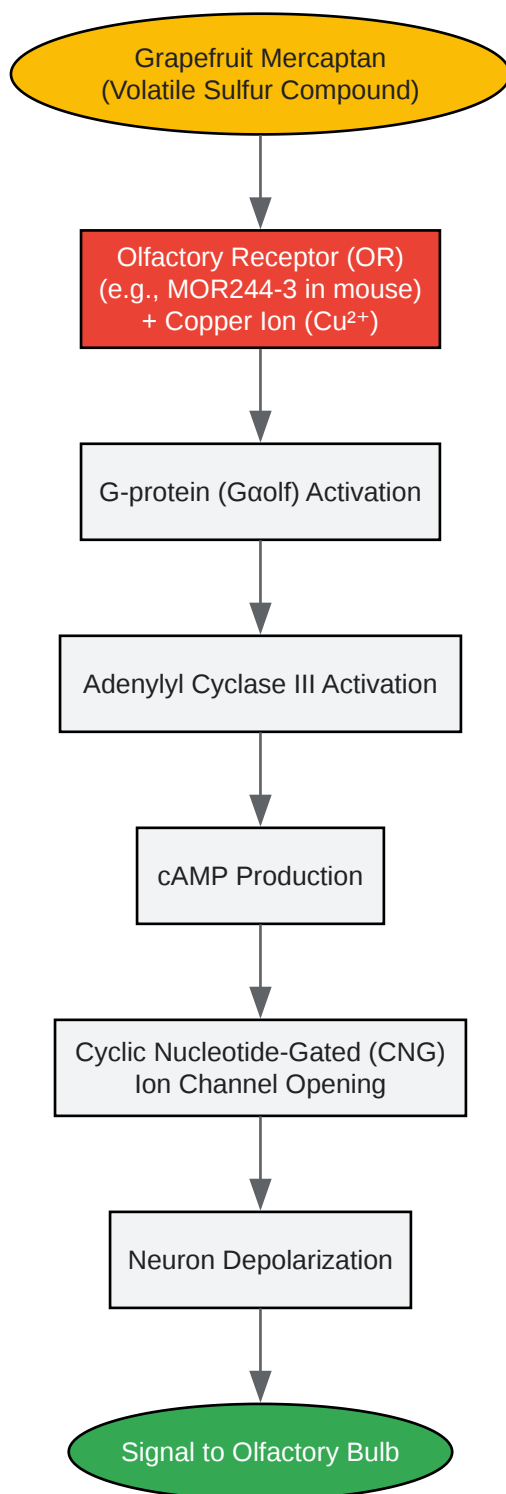 Grapefruit Mercaptan
(Volatile Sulfur Compound)
Olfactory Receptor (OR)
(e.g., MOR244-3 in mouse)
+ Copper Ion (Cu²⁺)
G-protein (Gαolf) Activation
Adenylyl Cyclase III Activation
cAMP Production
Cyclic Nucleotide-Gated (CNG)
Ion Channel Opening
Neuron Depolarization
Signal to Olfactory Bulb